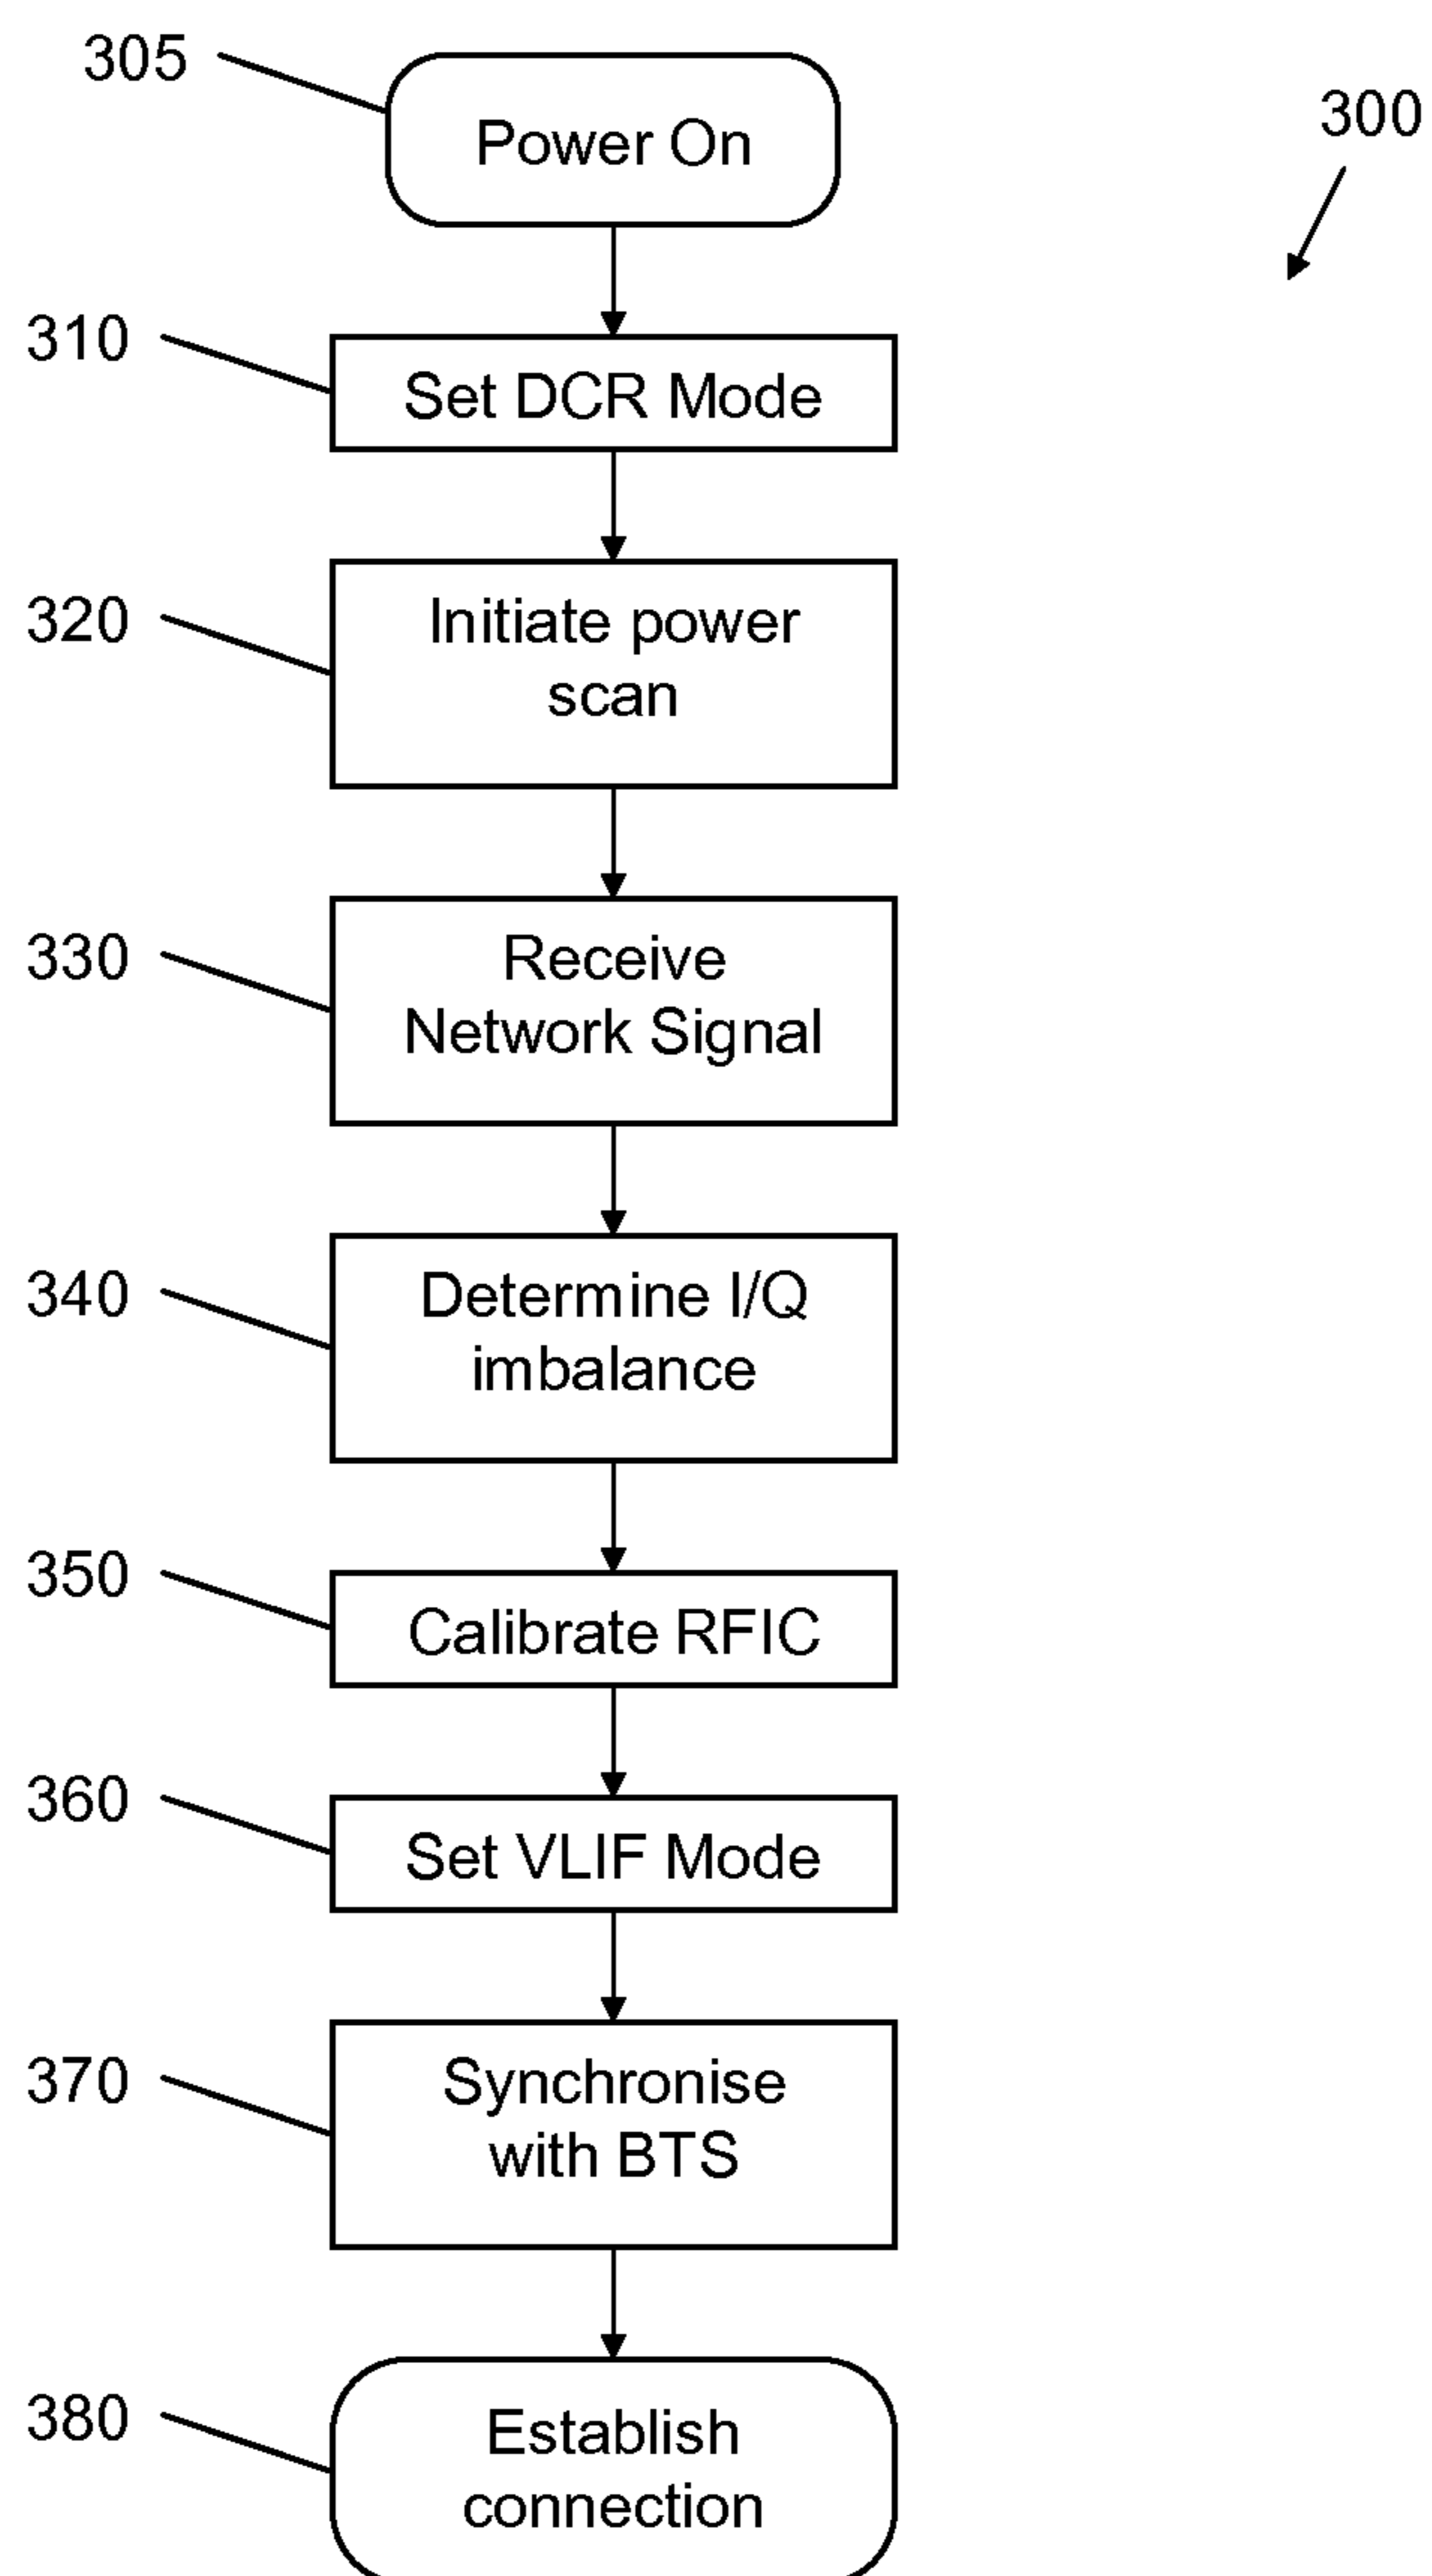 305
Power On
300
310
Set DCR Mode
320
Initiate power
scan
330
Receive
Network Signal
340
Determine I/Q
imbalance
350
Calibrate RFIC
360
Set VLIF Mode
370
Synchronise
with BTS
380
Establish
connection